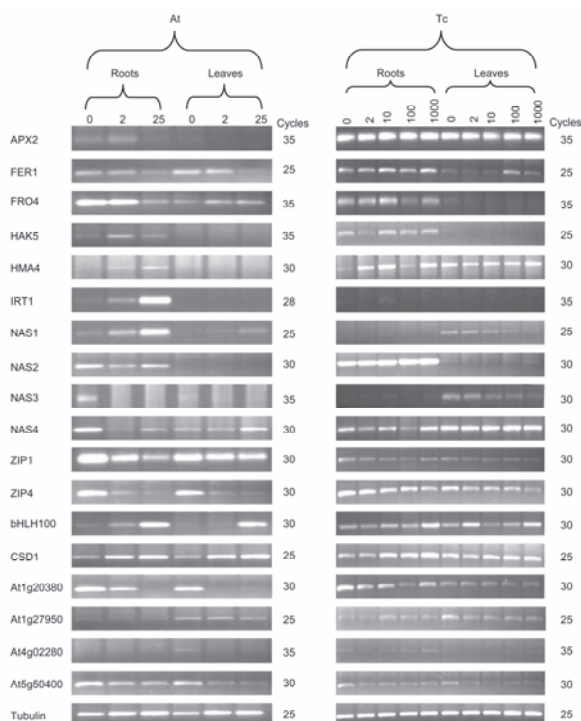 At Tc
Roots Leaves Roots Leaves
0 2 25 0 2 25 Cycles 0 2 10 100 1000 0 2 10 100 1000 Cycles
APX2 35 35
FER1 25 25
FRO4 35 35
HAK5 35 35
HMA4 30 30
IRT1 28 35
NAS1 25 25
NAS2 30 30
NAS3 35 35
NAS4 30 30
ZIP1 30 30
ZIP4 30 30
bHLH100 30 30
CSD1 25 25
At1g20380 30 30
At1g27950 25 25
At4g02280 35 35
At5g50400 30 30
Tubulin 25 25